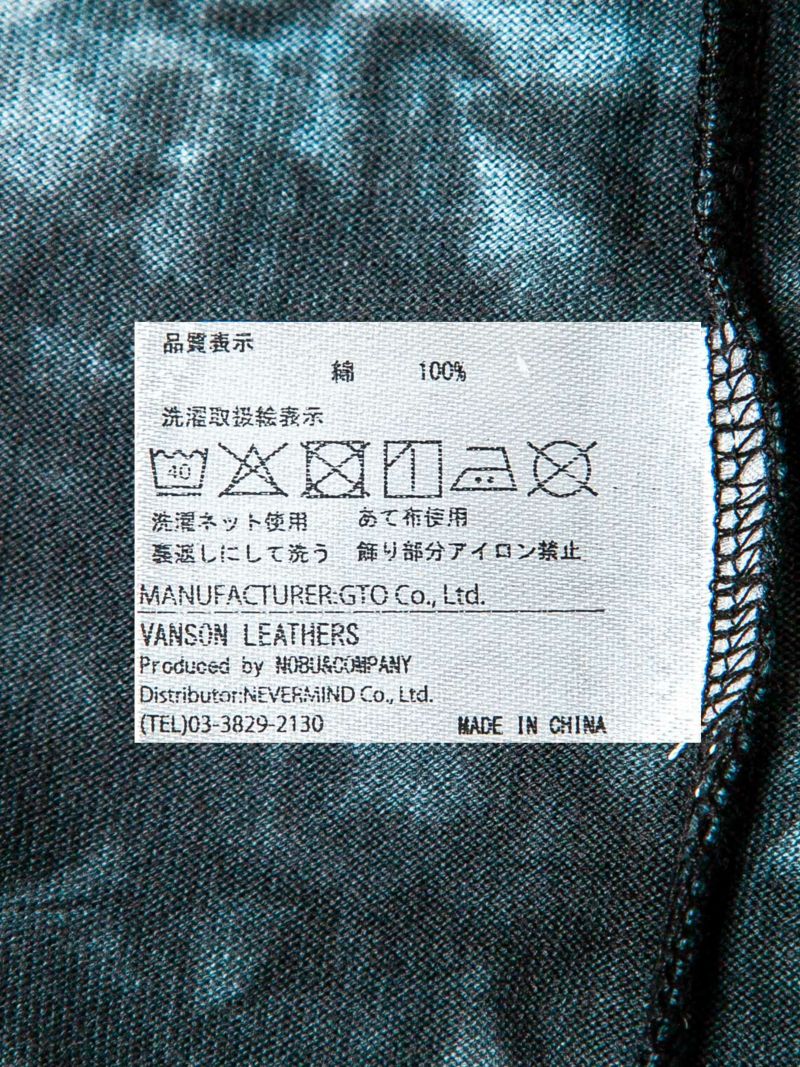 品質表示
綿 100%
洗濯取扱絵表示
40
洗濯ネット使用 あて布使用
裏返しにして洗う 飾り部分アイロン禁止
MANUFACTURER:GTO Co., Ltd.
VANSON LEATHERS
Produced by NOBU&COMPANY
Distributor:NEVERMIND Co., Ltd.
(TEL)03-3829-2130 MADE IN CHINA